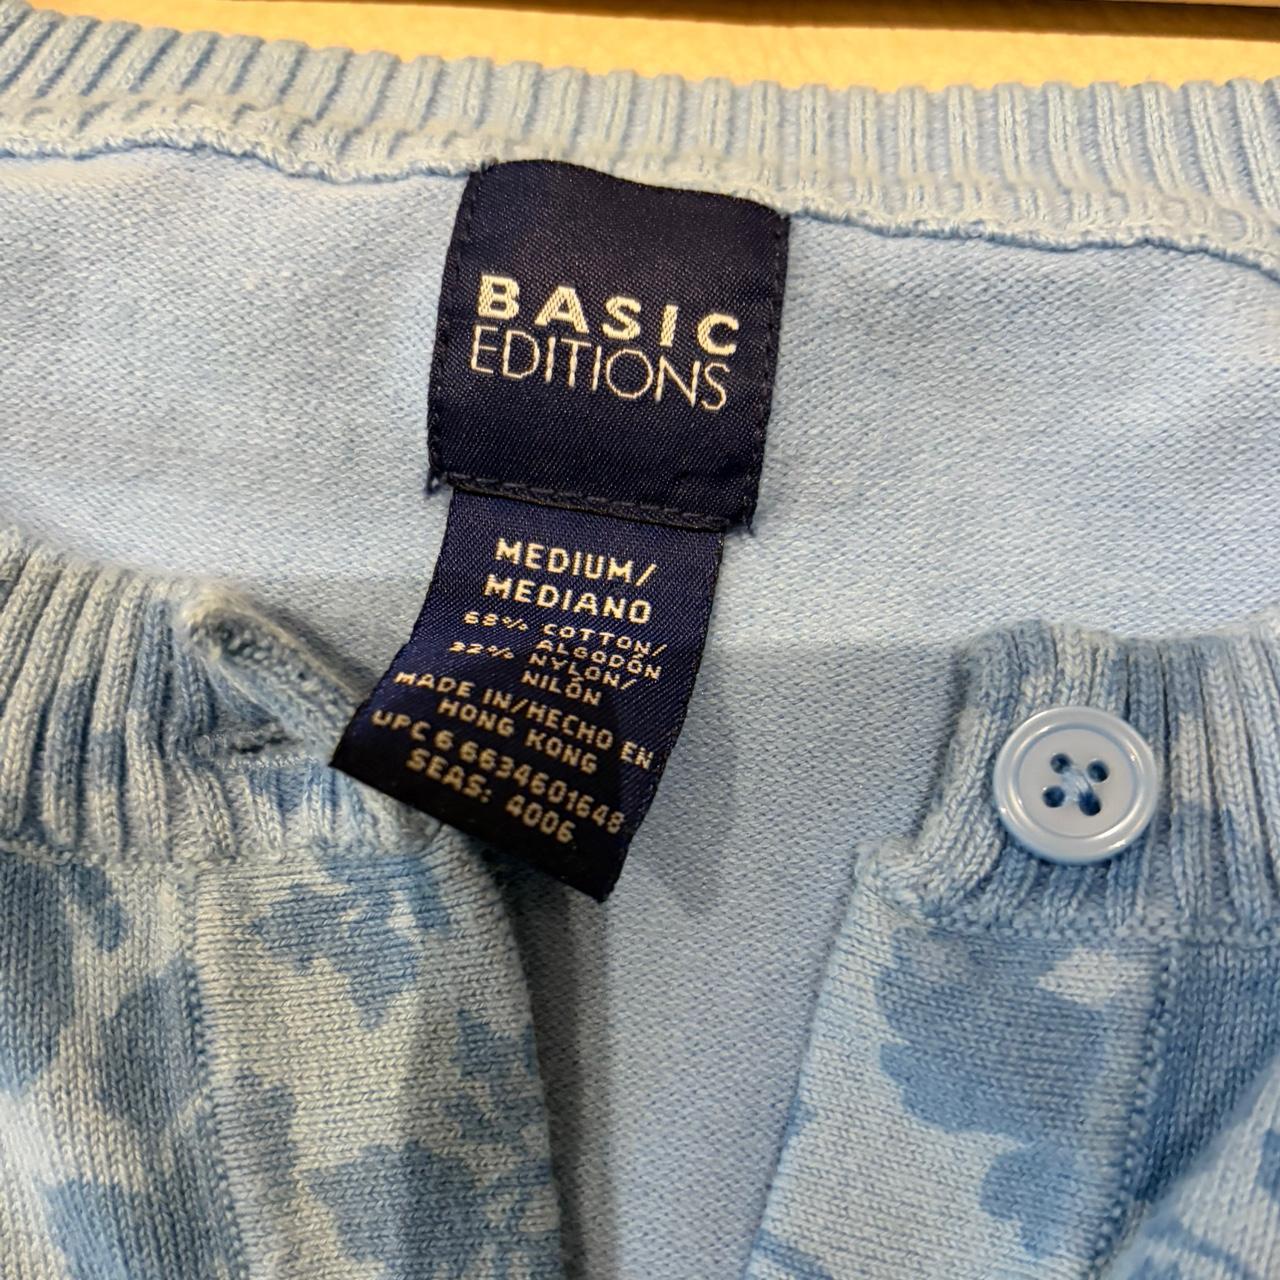 BASIC
EDITIONS
MEDIUM/
MEDIANO
68% COTTON/
ALGODÓN
32% NYLON/
NILÓN
MADE IN/HECHO EN
HONG KONG
UPC 6 6634601648
SEAS: 4006